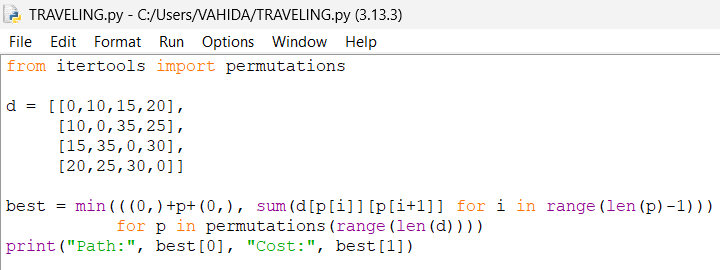 TRAVELING.py - C:/Users/VAHIDA/TRAVELING.py (3.13.3)
File Edit Format Run Options Window Help
from itertools import permutations

d = [[0,10,15,20],
     [10,0,35,25],
     [15,35,0,30],
     [20,25,30,0]]

best = min(((0,)+p+(0,), sum(d[p[i]][p[i+1]] for i in range(len(p)-1)))
           for p in permutations(range(len(d))))
print("Path:", best[0], "Cost:", best[1])